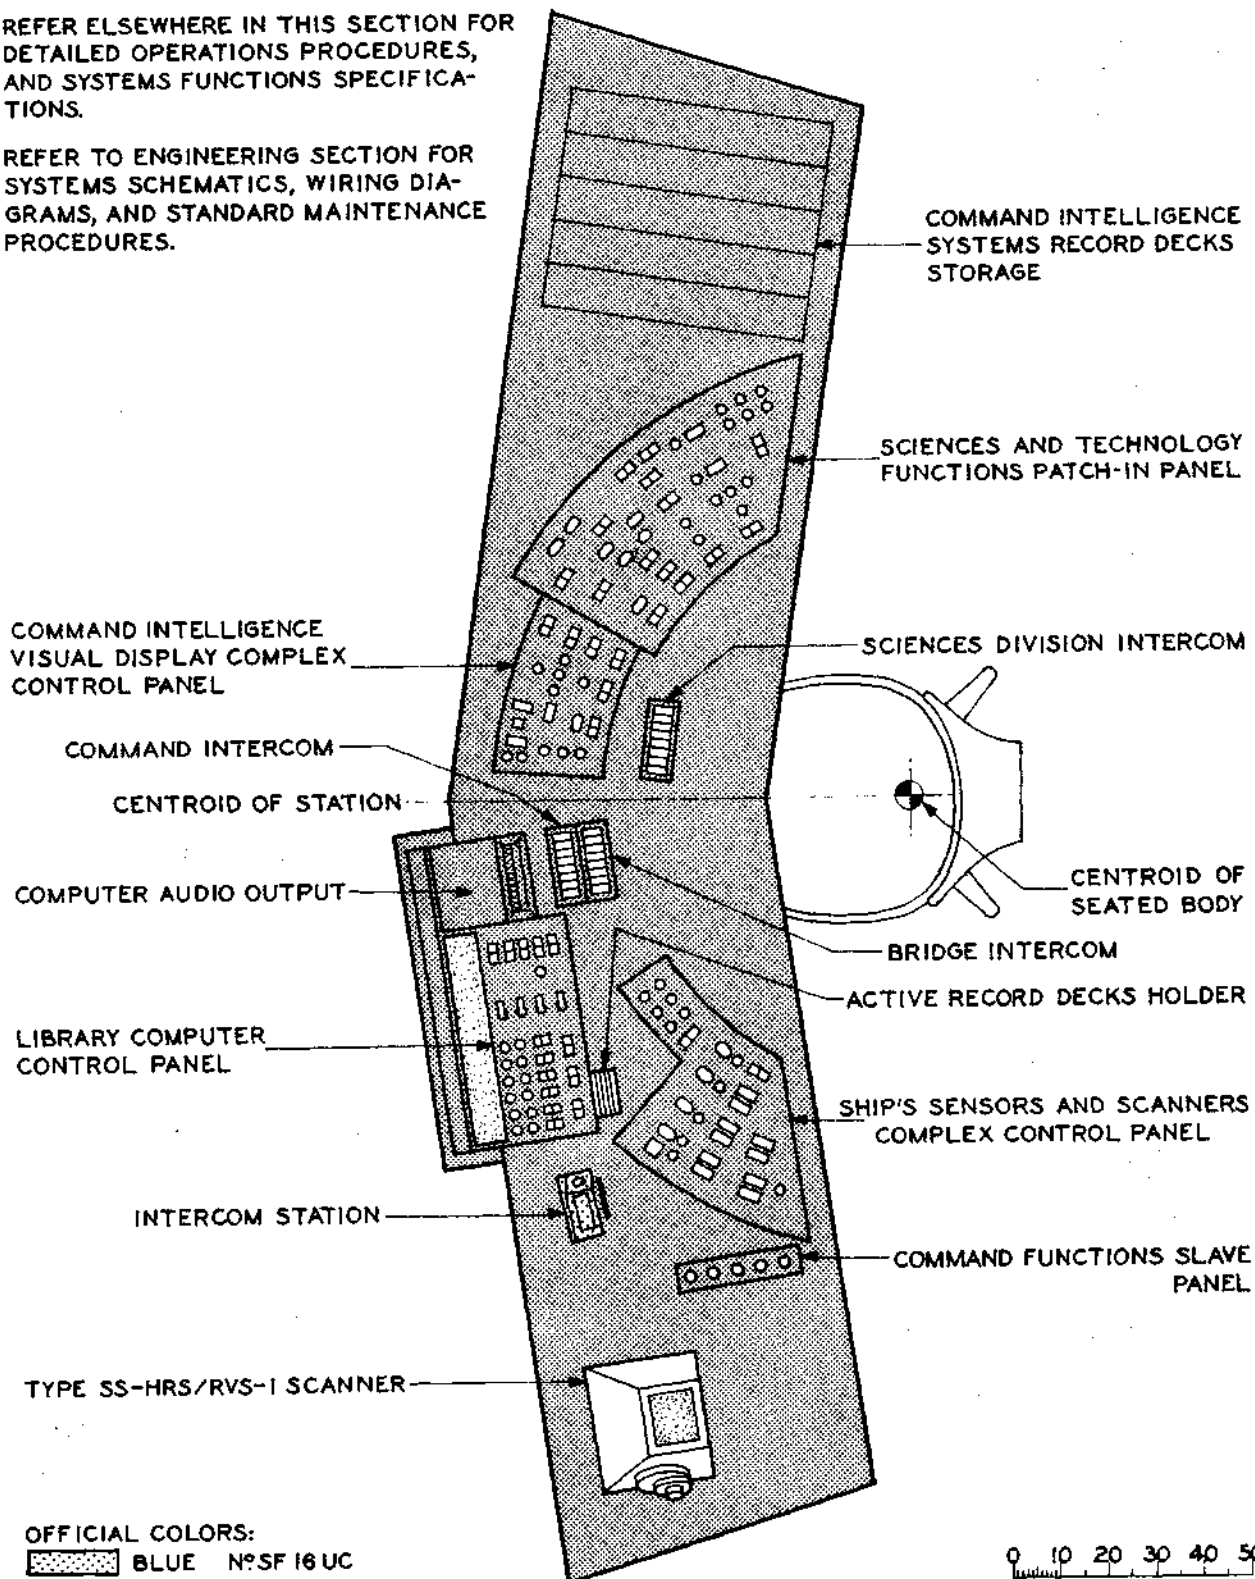 REFER ELSEWHERE IN THIS SECTION FOR
DETAILED OPERATIONS PROCEDURES,
AND SYSTEMS FUNCTIONS SPECIFICA-
TIONS.
REFER TO ENGINEERING SECTION FOR
SYSTEMS SCHEMATICS, WIRING DIA-
GRAMS, AND STANDARD MAINTENANCE
PROCEDURES.
COMMAND INTELLIGENCE
SYSTEMS RECORD DECKS
STORAGE
SCIENCES AND TECHNOLOGY
FUNCTIONS PATCH-IN PANEL
COMMAND INTELLIGENCE
VISUAL DISPLAY COMPLEX
CONTROL PANEL
SCIENCES DIVISION INTERCOM
COMMAND INTERCOM
CENTROID OF STATION
COMPUTER AUDIO OUTPUT
CENTROID OF
SEATED BODY
BRIDGE INTERCOM
ACTIVE RECORD DECKS HOLDER
LIBRARY COMPUTER
CONTROL PANEL
SHIP'S SENSORS AND SCANNERS
COMPLEX CONTROL PANEL
INTERCOM STATION
COMMAND FUNCTIONS SLAVE
PANEL
TYPE SS-HRS/RVS-1 SCANNER
OFFICIAL COLORS:
BLUE Nº SF 16 UC
0 10 20 30 40 50